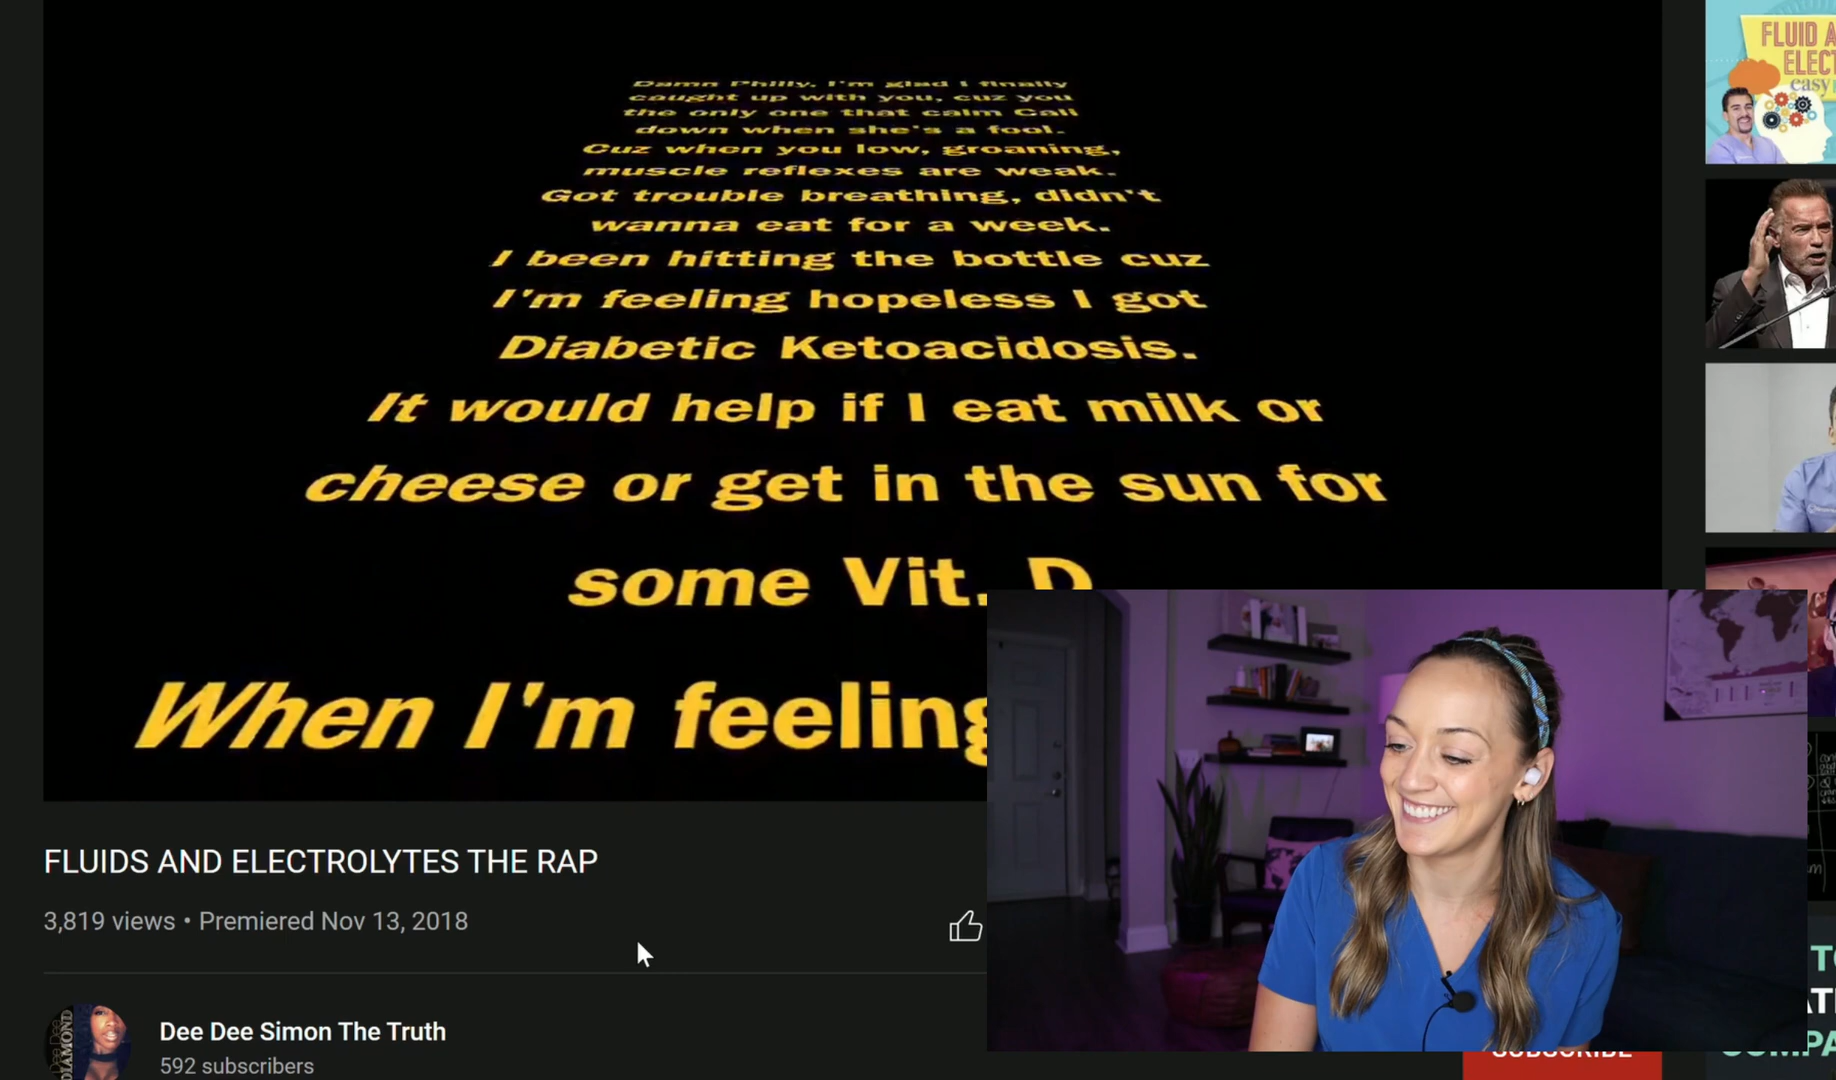 Damn Philly, I'm glad I finally
caught up with you, cuz you
the only one that calm Cali
down when she's a fool.
Cuz when you low, groaning,
muscle reflexes are weak.
Got trouble breathing, didn't
wanna eat for a week.
I been hitting the bottle cuz
I'm feeling hopeless I got
Diabetic Ketoacidosis.
It would help if I eat milk or
cheese or get in the sun for
some Vit. D
When I'm feeling
FLUIDS AND ELECTROLYTES THE RAP
3,819 views • Premiered Nov 13, 2018
Dee Dee Simon The Truth
592 subscribers
SUBSCRIBE
FLUID A
ELECT
easy
DIAMOND